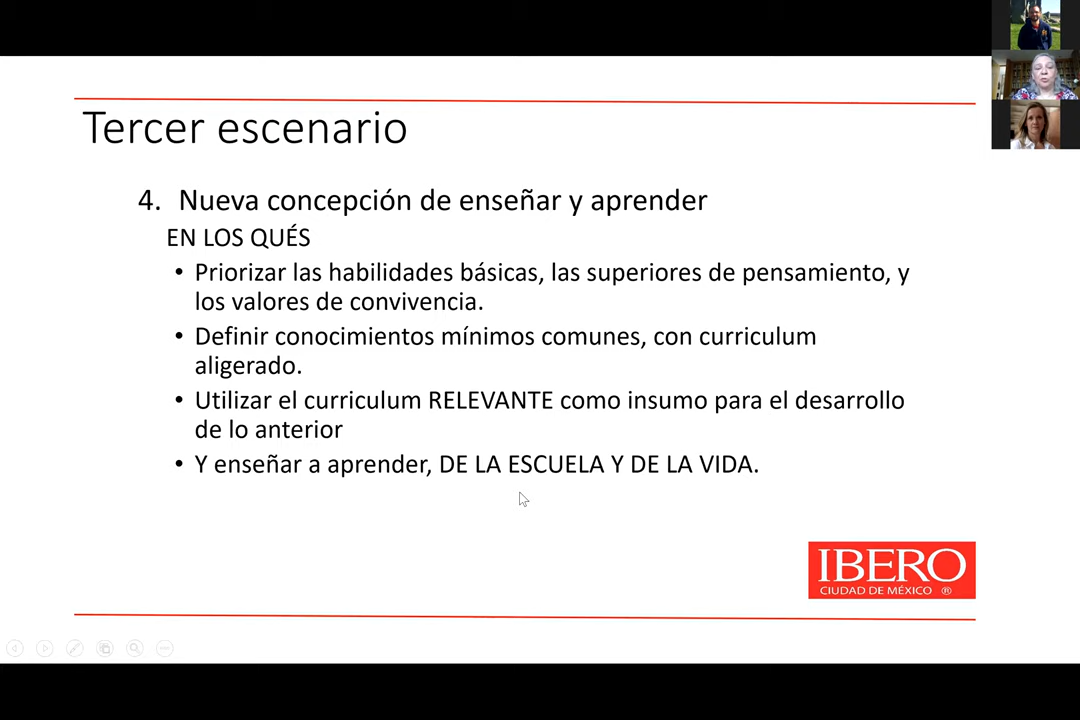 Tercer escenario
4. Nueva concepción de enseñar y aprender
EN LOS QUÉS
• Priorizar las habilidades básicas, las superiores de pensamiento, y
los valores de convivencia.
• Definir conocimientos mínimos comunes, con curriculum
aligerado.
• Utilizar el curriculum RELEVANTE como insumo para el desarrollo
de lo anterior
• Y enseñar a aprender, DE LA ESCUELA Y DE LA VIDA.
IBERO
CIUDAD DE MÉXICO ®